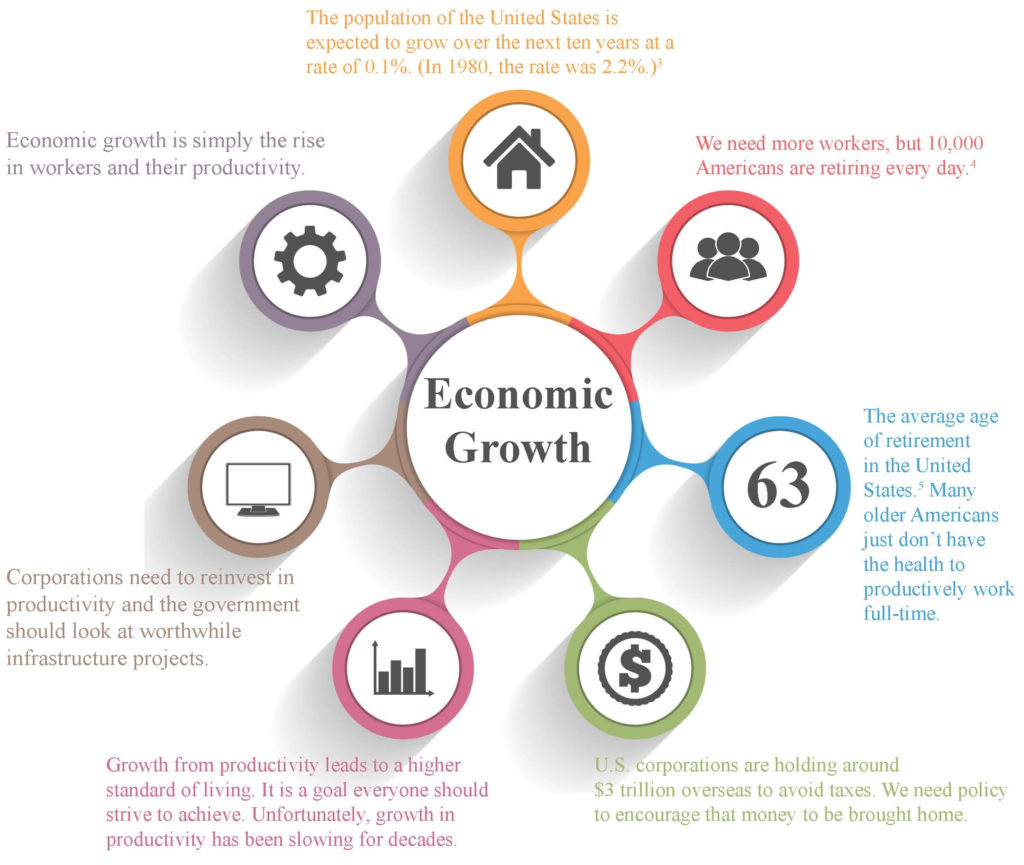 The population of the United States is
expected to grow over the next ten years at a
rate of 0.1%. (In 1980, the rate was 2.2%.)³
Economic growth is simply the rise
in workers and their productivity.
We need more workers, but 10,000
Americans are retiring every day.⁴
Economic
Growth
63
The average age
of retirement
in the United
States.⁵ Many
older Americans
just don’t have
the health to
productively work
full-time.
Corporations need to reinvest in
productivity and the government
should look at worthwhile
infrastructure projects.
$
Growth from productivity leads to a higher
standard of living. It is a goal everyone should
strive to achieve. Unfortunately, growth in
productivity has been slowing for decades.
U.S. corporations are holding around
$3 trillion overseas to avoid taxes. We need policy
to encourage that money to be brought home.